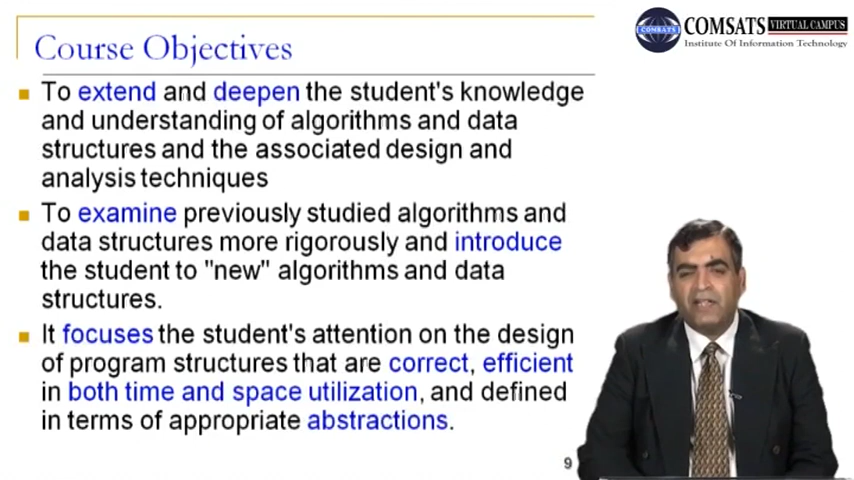 Course Objectives
COMSATS VIRTUAL CAMPUS
COMSATS
Institute Of Information Technology
To extend and deepen the student's knowledge
and understanding of algorithms and data
structures and the associated design and
analysis techniques
To examine previously studied algorithms and
data structures more rigorously and introduce
the student to "new" algorithms and data
structures.
It focuses the student's attention on the design
of program structures that are correct, efficient
in both time and space utilization, and defined
in terms of appropriate abstractions.
9